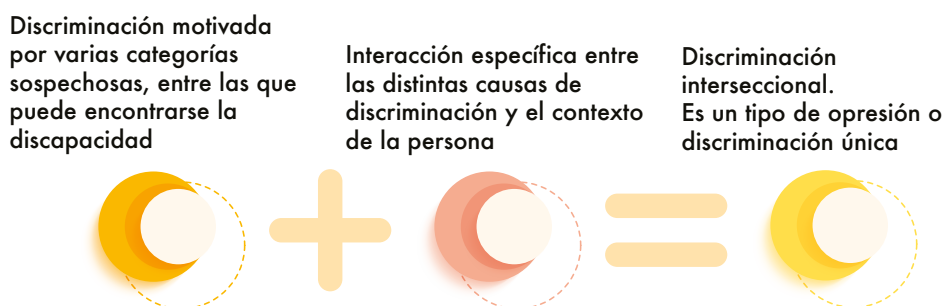 Discriminación motivada
por varias categorías
sospechosas, entre las que
puede encontrarse la
discapacidad
Interacción específica entre
las distintas causas de
discriminación y el contexto
de la persona
Discriminación
interseccional.
Es un tipo de opresión o
discriminación única